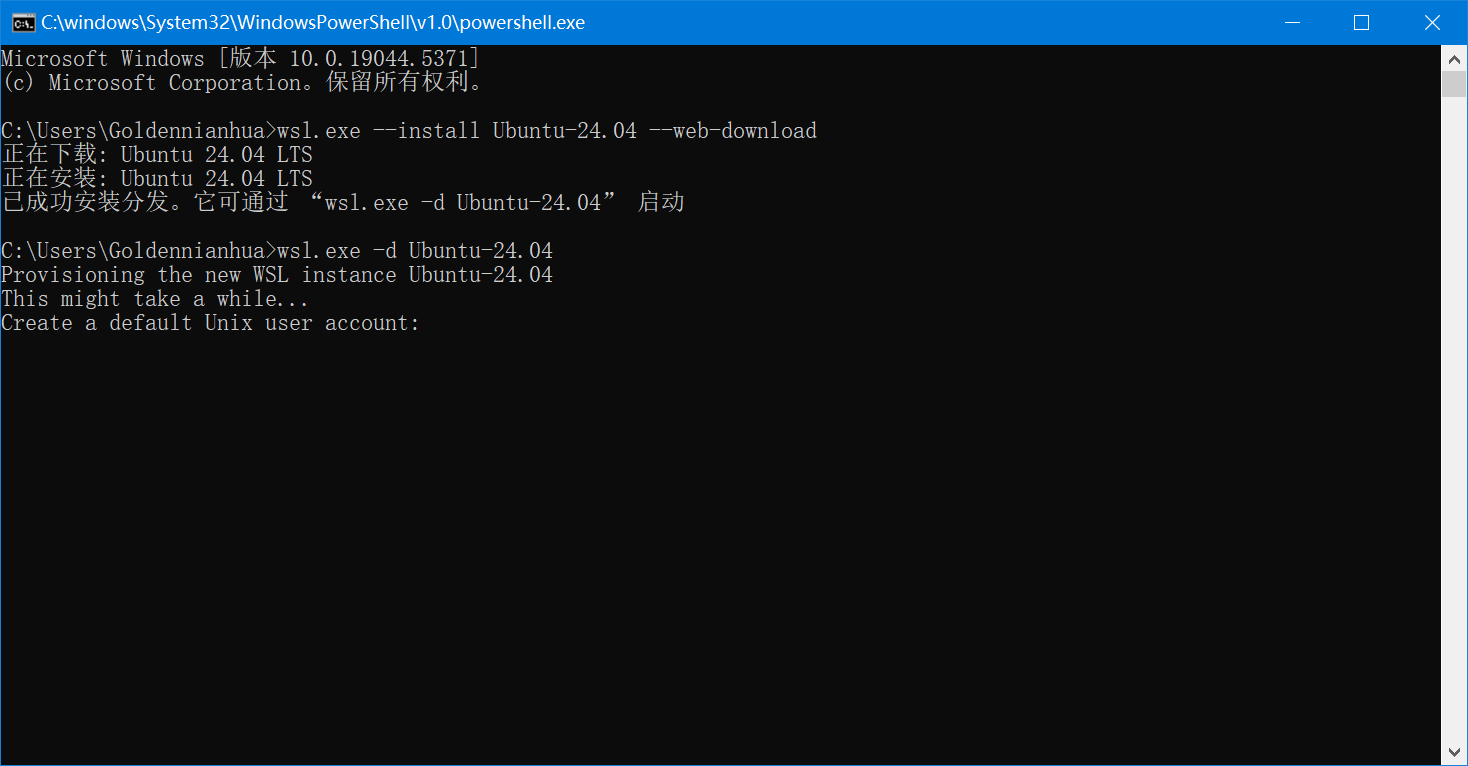 C:\windows\System32\WindowsPowerShell\v1.0\powershell.exe
Microsoft Windows [版本 10.0.19044.5371]
(c) Microsoft Corporation。保留所有权利。
C:\Users\Goldennianhua>wsl.exe --install Ubuntu-24.04 --web-download
正在下载: Ubuntu 24.04 LTS
正在安装: Ubuntu 24.04 LTS
已成功安装分发。它可通过 “wsl.exe -d Ubuntu-24.04” 启动
C:\Users\Goldennianhua>wsl.exe -d Ubuntu-24.04
Provisioning the new WSL instance Ubuntu-24.04
This might take a while...
Create a default Unix user account: